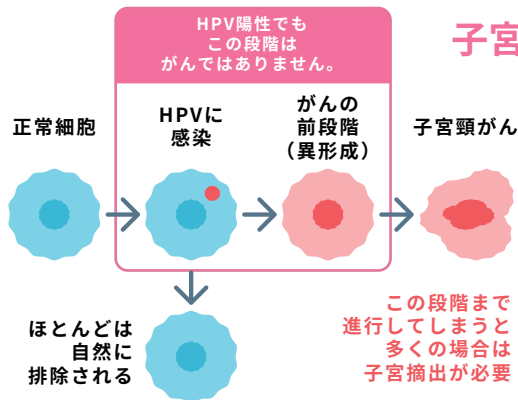 HPV陽性でも
この段階は
がんではありません。
子宮
正常細胞
HPVに
感染
がんの
前段階
（異形成）
子宮頸がん
ほとんどは
自然に
排除される
この段階まで
進行してしまうと
多くの場合は
子宮摘出が必要